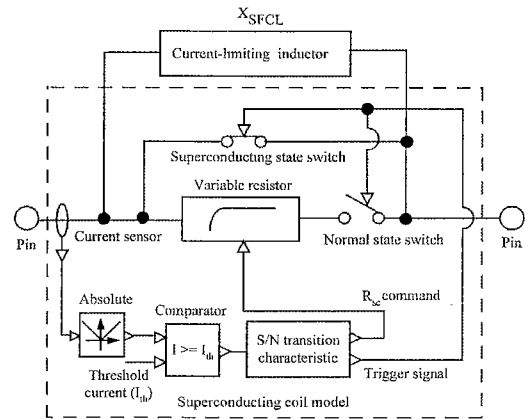 X_SFCL
Current-limiting inductor
Superconducting state switch
Variable resistor
Pin
Current sensor
Normal state switch
Pin
Absolute
Comparator
R_sc command
I >= I_th
S/N transition
characteristic
Threshold
current (I_th)
Trigger signal
Superconducting coil model